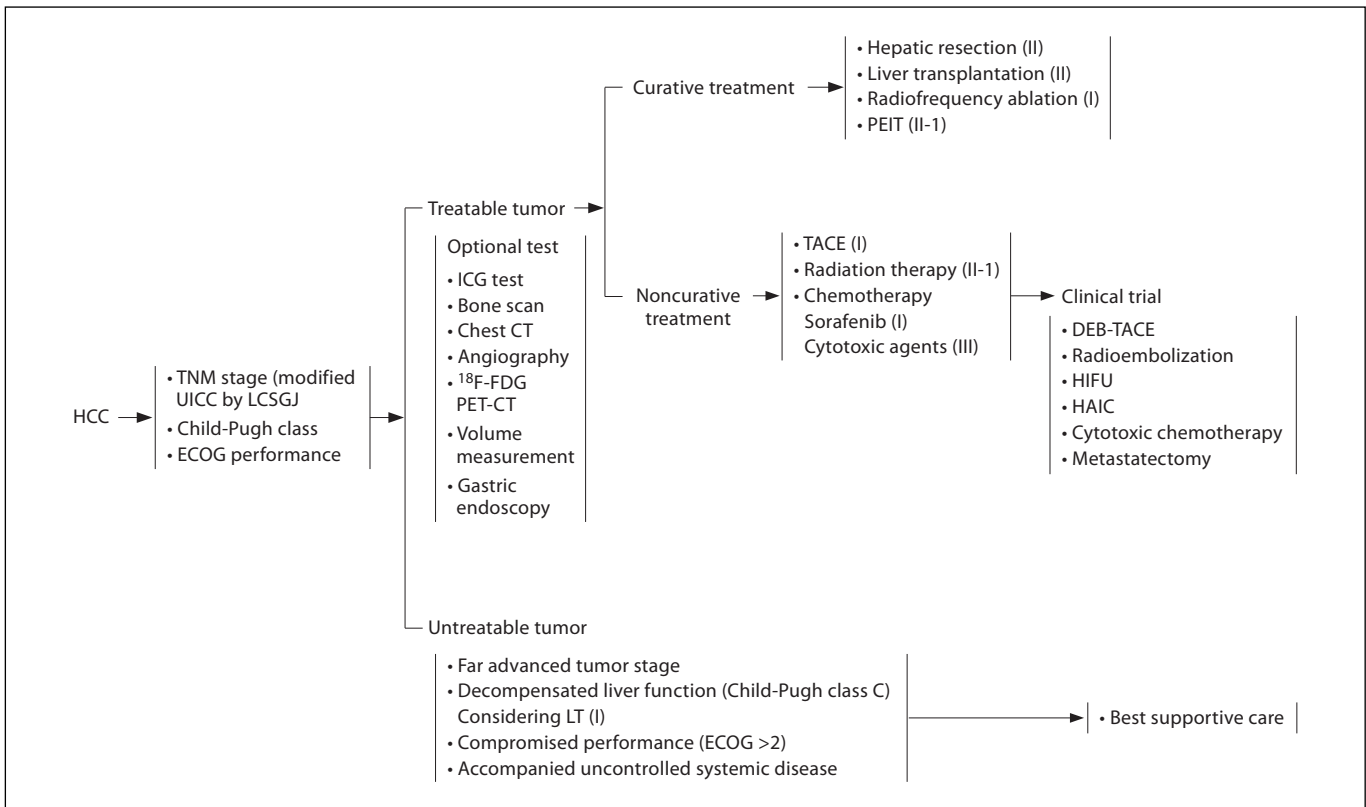 HCC
• TNM stage (modified
UICC by LCSGJ
• Child-Pugh class
• ECOG performance
Treatable tumor
Optional test
• ICG test
• Bone scan
• Chest CT
• Angiography
• ¹⁸F-FDG
PET-CT
• Volume
measurement
• Gastric
endoscopy
Curative treatment
• Hepatic resection (II)
• Liver transplantation (II)
• Radiofrequency ablation (I)
• PEIT (II-1)
Noncurative
treatment
• TACE (I)
• Radiation therapy (II-1)
• Chemotherapy
Sorafenib (I)
Cytotoxic agents (III)
Clinical trial
• DEB-TACE
• Radioembolization
• HIFU
• HAIC
• Cytotoxic chemotherapy
• Metastatectomy
Untreatable tumor
• Far advanced tumor stage
• Decompensated liver function (Child-Pugh class C)
Considering LT (I)
• Compromised performance (ECOG >2)
• Accompanied uncontrolled systemic disease
• Best supportive care